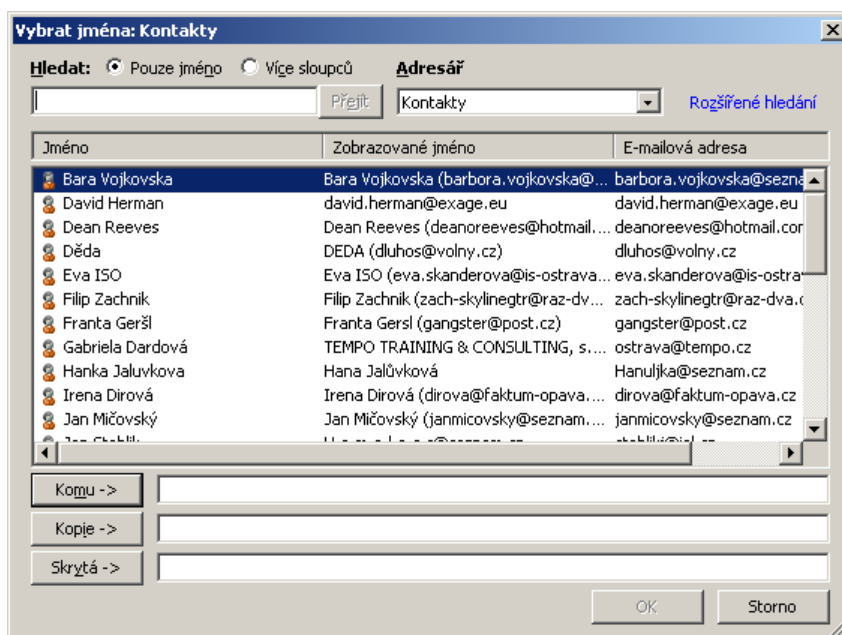 Vybrat jména: Kontakty
Hledat: Pouze jméno Více sloupců Adresář
Přejít Kontakty Rozšířené hledání
Jméno Zobrazované jméno E-mailová adresa
Bara Vojkovska Bara Vojkovska (barbora.vojkovska@... barbora.vojkovska@sezna
David Herman david.herman@exage.eu david.herman@exage.eu
Dean Reeves Dean Reeves (deanoreeves@hotmail.... deanoreeves@hotmail.com
Děda DEDA (dluhos@volny.cz) dluhos@volny.cz
Eva ISO Eva ISO (eva.skanderova@is-ostrava... eva.skanderova@is-ostra
Filip Zachnik Filip Zachnik (zach-skylinegtr@raz-dv... zach-skylinegtr@raz-dva.c
Franta Geršl Franta Gersl (gangster@post.cz) gangster@post.cz
Gabriela Dardová TEMPO TRAINING & CONSULTING, s.... ostrava@tempo.cz
Hanka Jaluvkova Hana Jalůvková Hanuljka@seznam.cz
Irena Dirová Irena Dirová (dirova@faktum-opava.... dirova@faktum-opava.cz
Jan Mičovský Jan Mičovský (janmicovsky@seznam.... janmicovsky@seznam.cz
Komu ->
Kopie ->
Skrytá ->
OK Storno